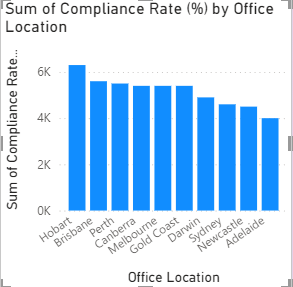 Sum of Compliance Rate (%) by Office
Location
Sum of Compliance Rate...
6K
4K
2K
0K
Hobart
Brisbane
Perth
Canberra
Melbourne
Gold Coast
Darwin
Sydney
Newcastle
Adelaide
Office Location